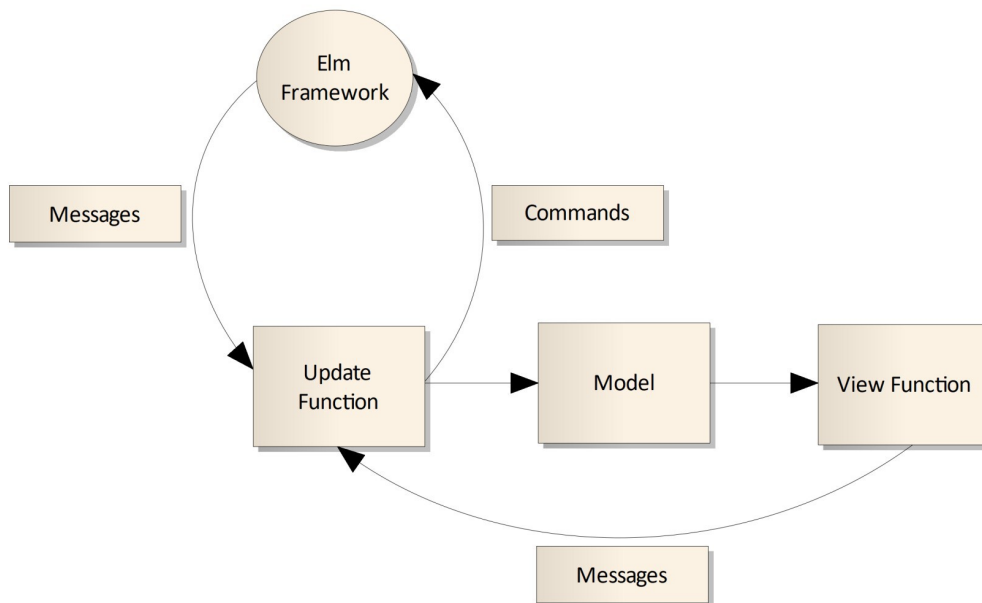 Elm
Framework
Messages
Commands
Update
Function
Model
View Function
Messages